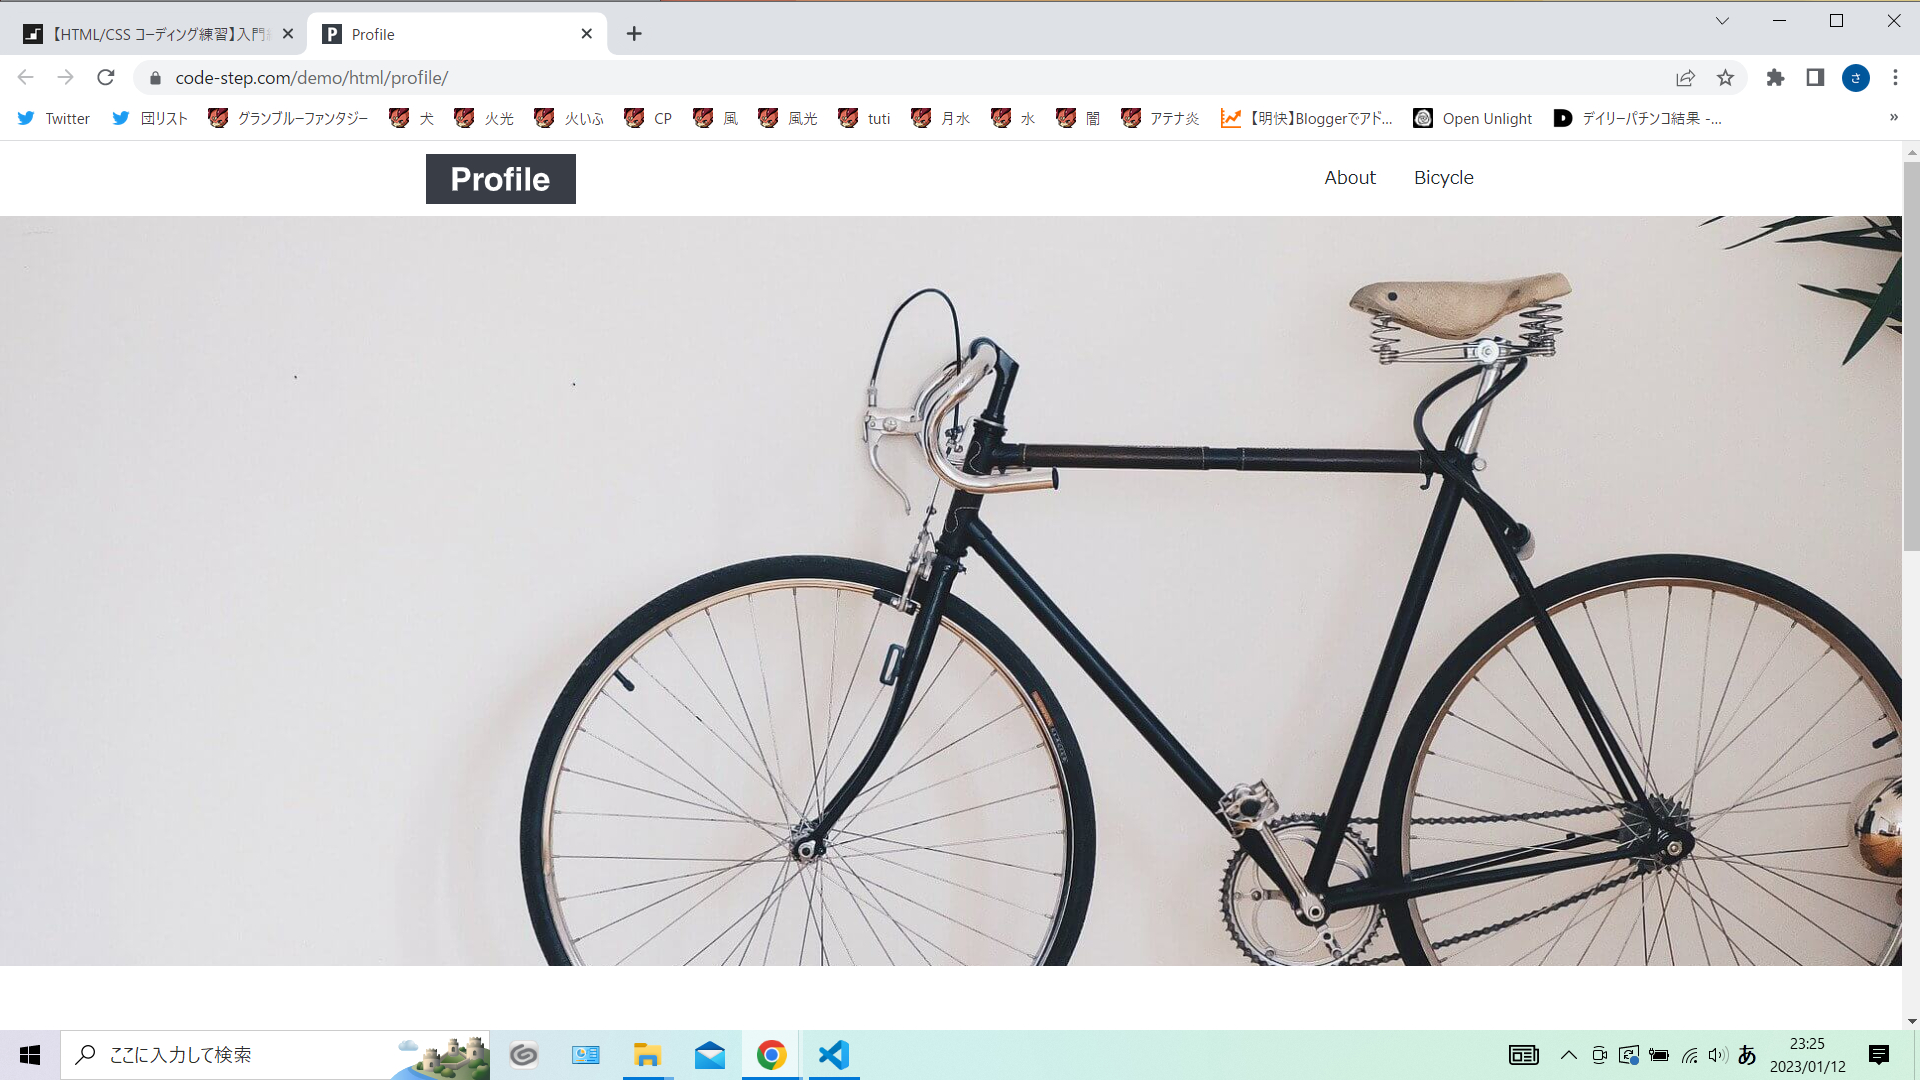 【HTML/CSS コーディング練習】入門
Profile
code-step.com/demo/html/profile/
さ
Twitter
団リスト
グランブルーファンタジー
犬
火光
火いふ
CP
風
風光
tuti
月水
水
闇
アテナ炎
【明快】Bloggerでアド...
Open Unlight
デイリーパチンコ結果 -...
»
Profile
About
Bicycle
ここに入力して検索
あ
23:25
2023/01/12